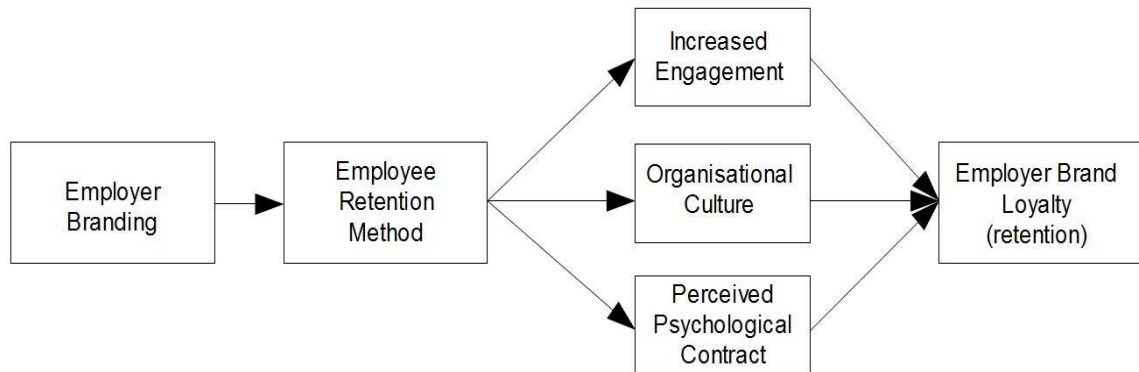 Employer
Branding
Employee
Retention
Method
Increased
Engagement
Organisational
Culture
Perceived
Psychological
Contract
Employer Brand
Loyalty
(retention)